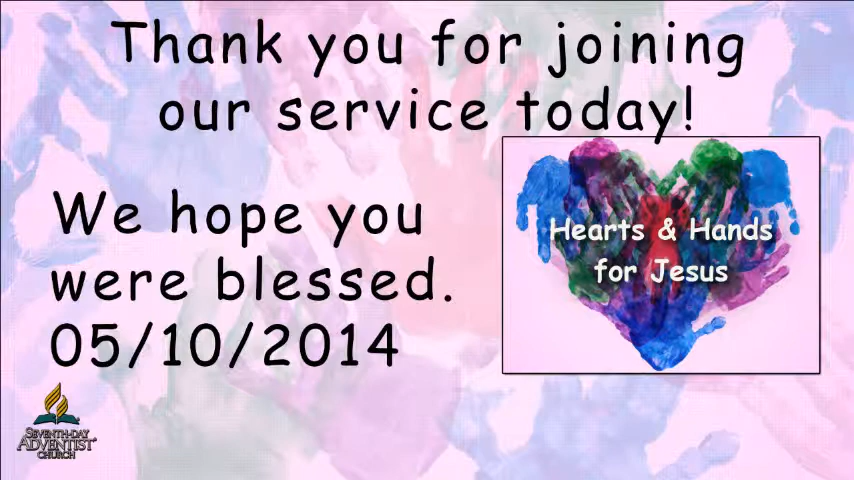 Thank you for joining
our service today!
We hope you
were blessed.
05/10/2014
Hearts & Hands
for Jesus
SEVENTH-DAY
ADVENTIST
CHURCH